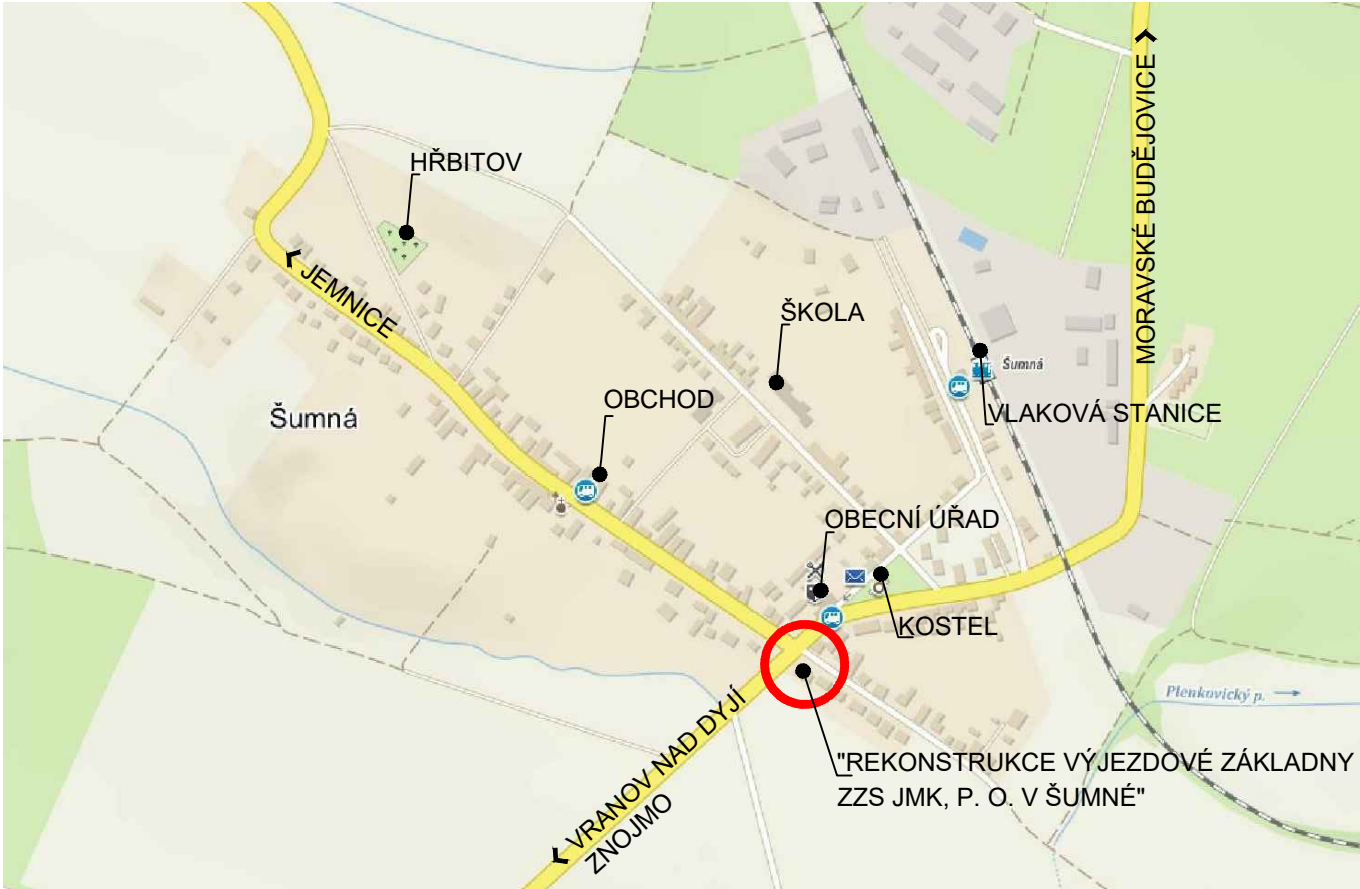 MORAVSKÉ BUDĚJOVICE
HŘBITOV
JEMNICE
ŠKOLA
Šumná
VLAKOVÁ STANICE
OBCHOD
Šumná
OBECNÍ ÚŘAD
KOSTEL
Plenkovický p.
VRANOV NAD DYJÍ
ZNOJMO
"REKONSTRUKCE VÝJEZDOVÉ ZÁKLADNY
ZZS JMK, P. O. V ŠUMNÉ"